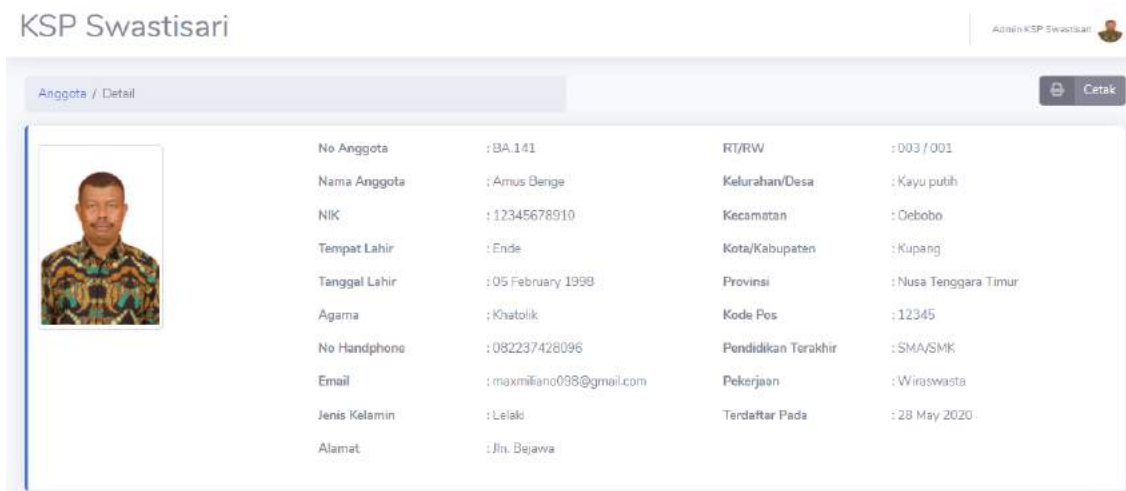 KSP Swastisari
Admin KSP Swastisari
Anggota / Detail
Cetak
No Anggota : BA.141 RT/RW : 003 / 001
Nama Anggota : Amus Benge Kelurahan/Desa : Kayu putih
NIK : 12345678910 Kecamatan : Oebobo
Tempat Lahir : Ende Kota/Kabupaten : Kupang
Tanggal Lahir : 05 February 1998 Provinsi : Nusa Tenggara Timur
Agama : Khatolik Kode Pos : 12345
No Handphone : 082237428096 Pendidikan Terakhir : SMA/SMK
Email : maxmiliano098@gmail.com Pekerjaan : Wiraswasta
Jenis Kelamin : Lelaki Terdaftar Pada : 28 May 2020
Alamat : Jln. Bejawa